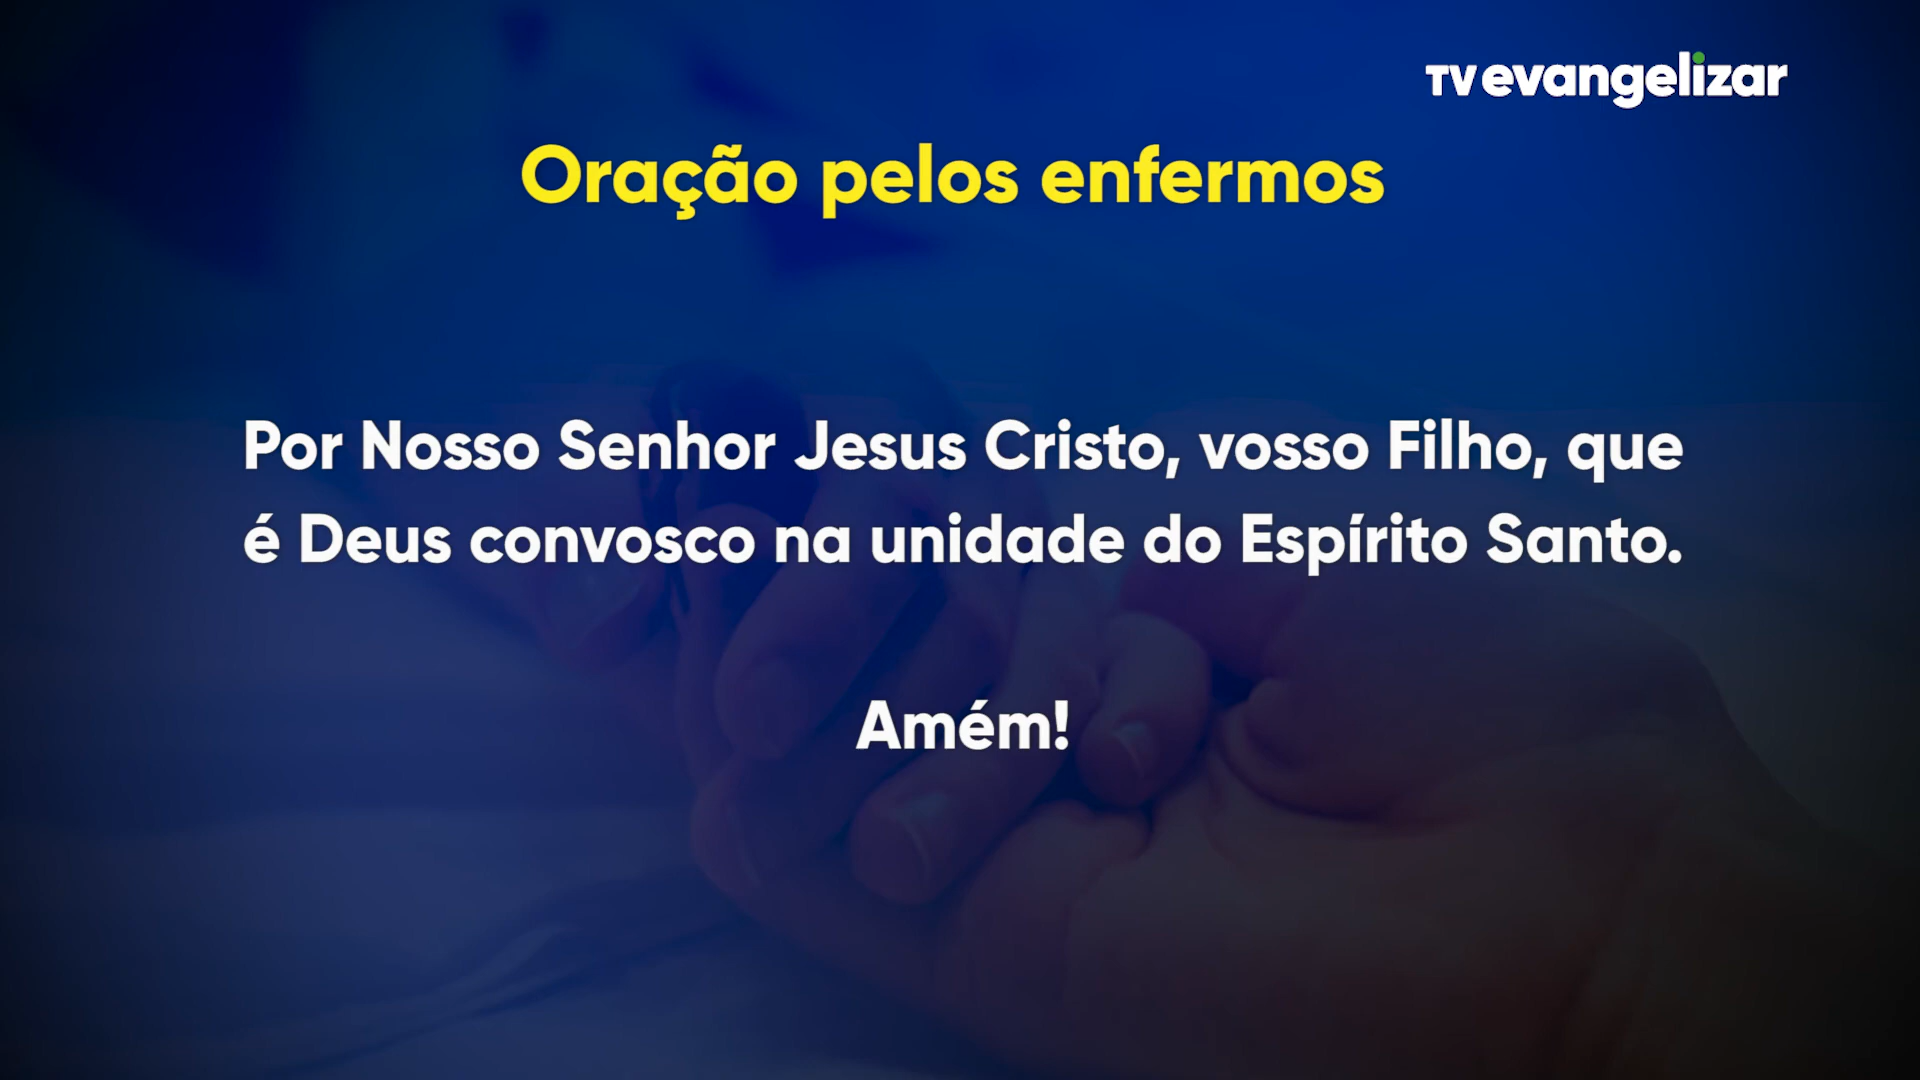 TV evangelizar
Oração pelos enfermos
Por Nosso Senhor Jesus Cristo, vosso Filho, que
é Deus convosco na unidade do Espírito Santo.
Amém!